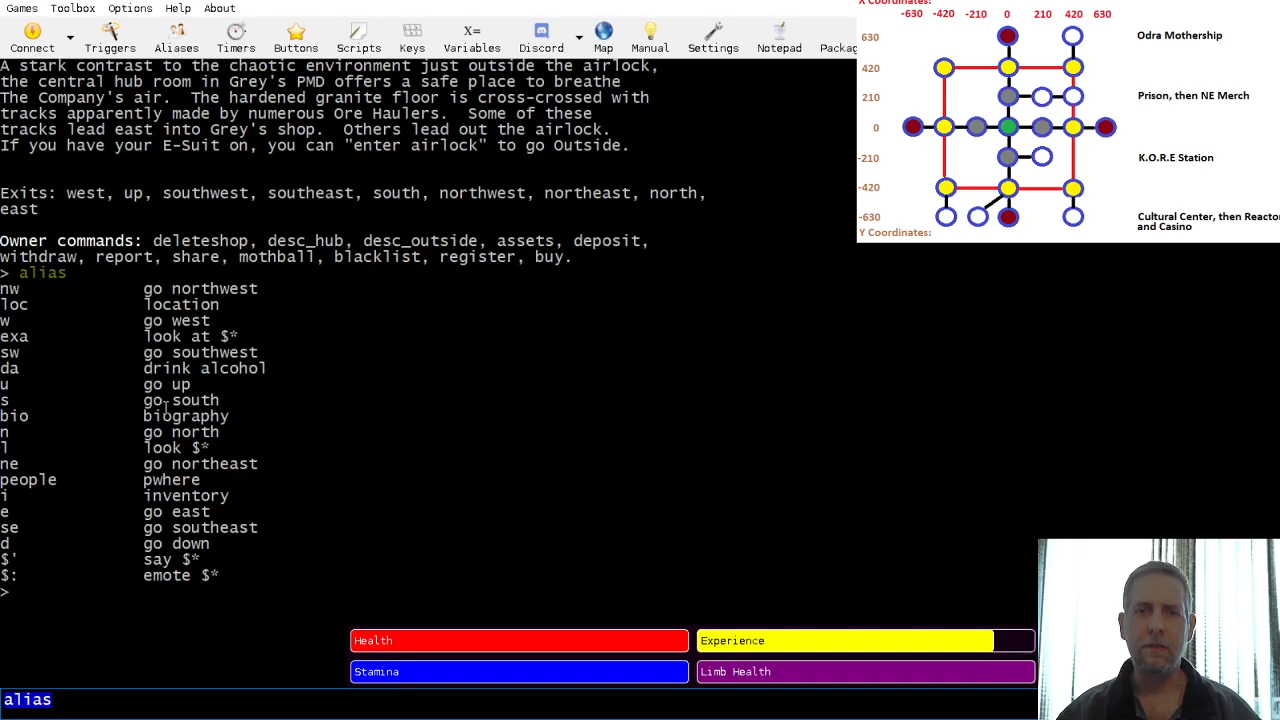 Games Toolbox Options Help About
Connect Triggers Aliases Timers Buttons Scripts Keys Variables Discord Map Manual Settings Notepad Packag
A stark contrast to the chaotic environment just outside the airlock,
the central hub oom in Grey's PMD offers a safe place to breathe
The Company's air. The hardened granite floor is cross-crossed with
tracks apparently made by numerous Ore Haulers. Some of these
tracks lead east into Grey's shop. Others lead out the airlock.
If you have your E-Suit on, you can "enter airlock" to go Outside.
Exits: west, up, southwest, southeast, south, northwest, northeast, north,
east
Owner commands: deleteshop, desc_hub, desc_outside, assets, deposit,
withdraw, report, share, mothball, blacklist, register, buy.
> alias
nw go northwest
loc location
w go west
exa look at $*
sw go southwest
da drink alcohol
u go up
s go south
bio biography
n go north
l look $*
ne go northeast
people pwhere
i inventory
e go east
se go southeast
d go down
$' say $*
$: emote $*
>
Health
Experience
Stamina
Limb Health
alias
X Coordinates:
-630 -420 -210 0 210 420 630
630
420
210
0
-210
-420
-630
Y Coordinates:
Odra Mothership
Prison, then NE Merch
K.O.R.E Station
Cultural Center, then Reacto
and Casino